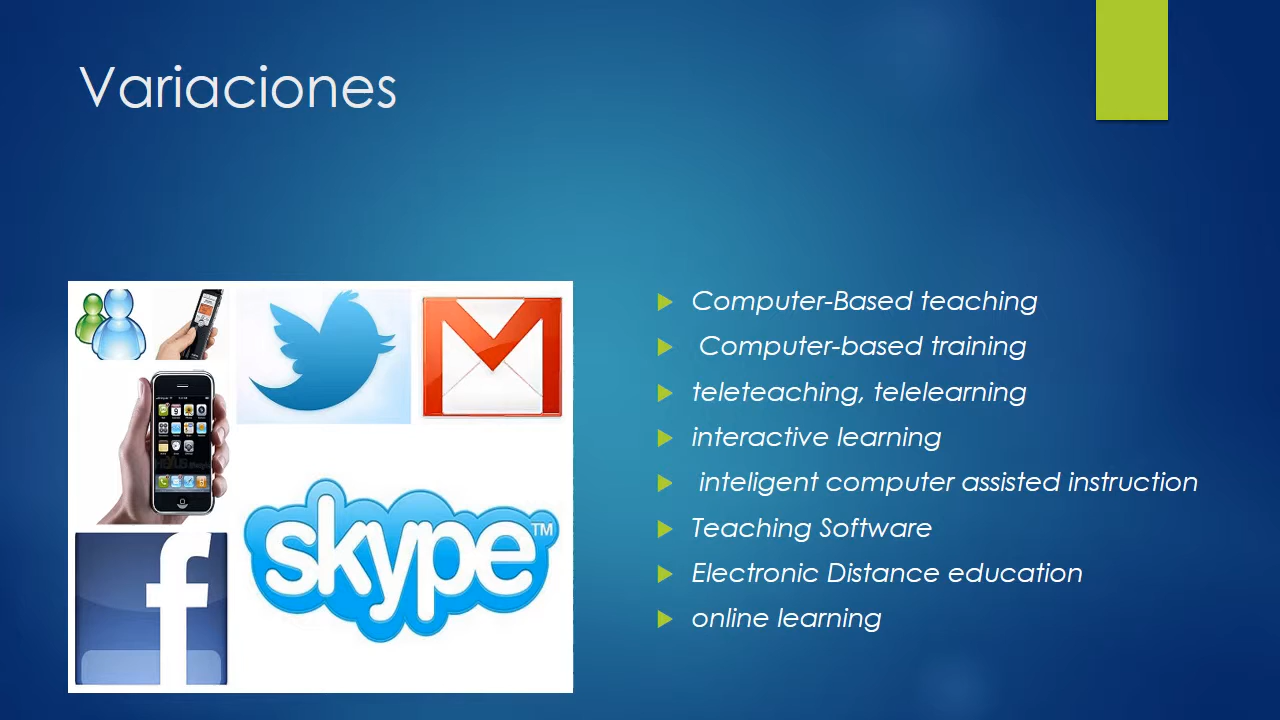 Variaciones
Computer-Based teaching
Computer-based training
teleteaching, telelearning
interactive learning
inteligent computer assisted instruction
Teaching Software
Electronic Distance education
online learning
skype™
f